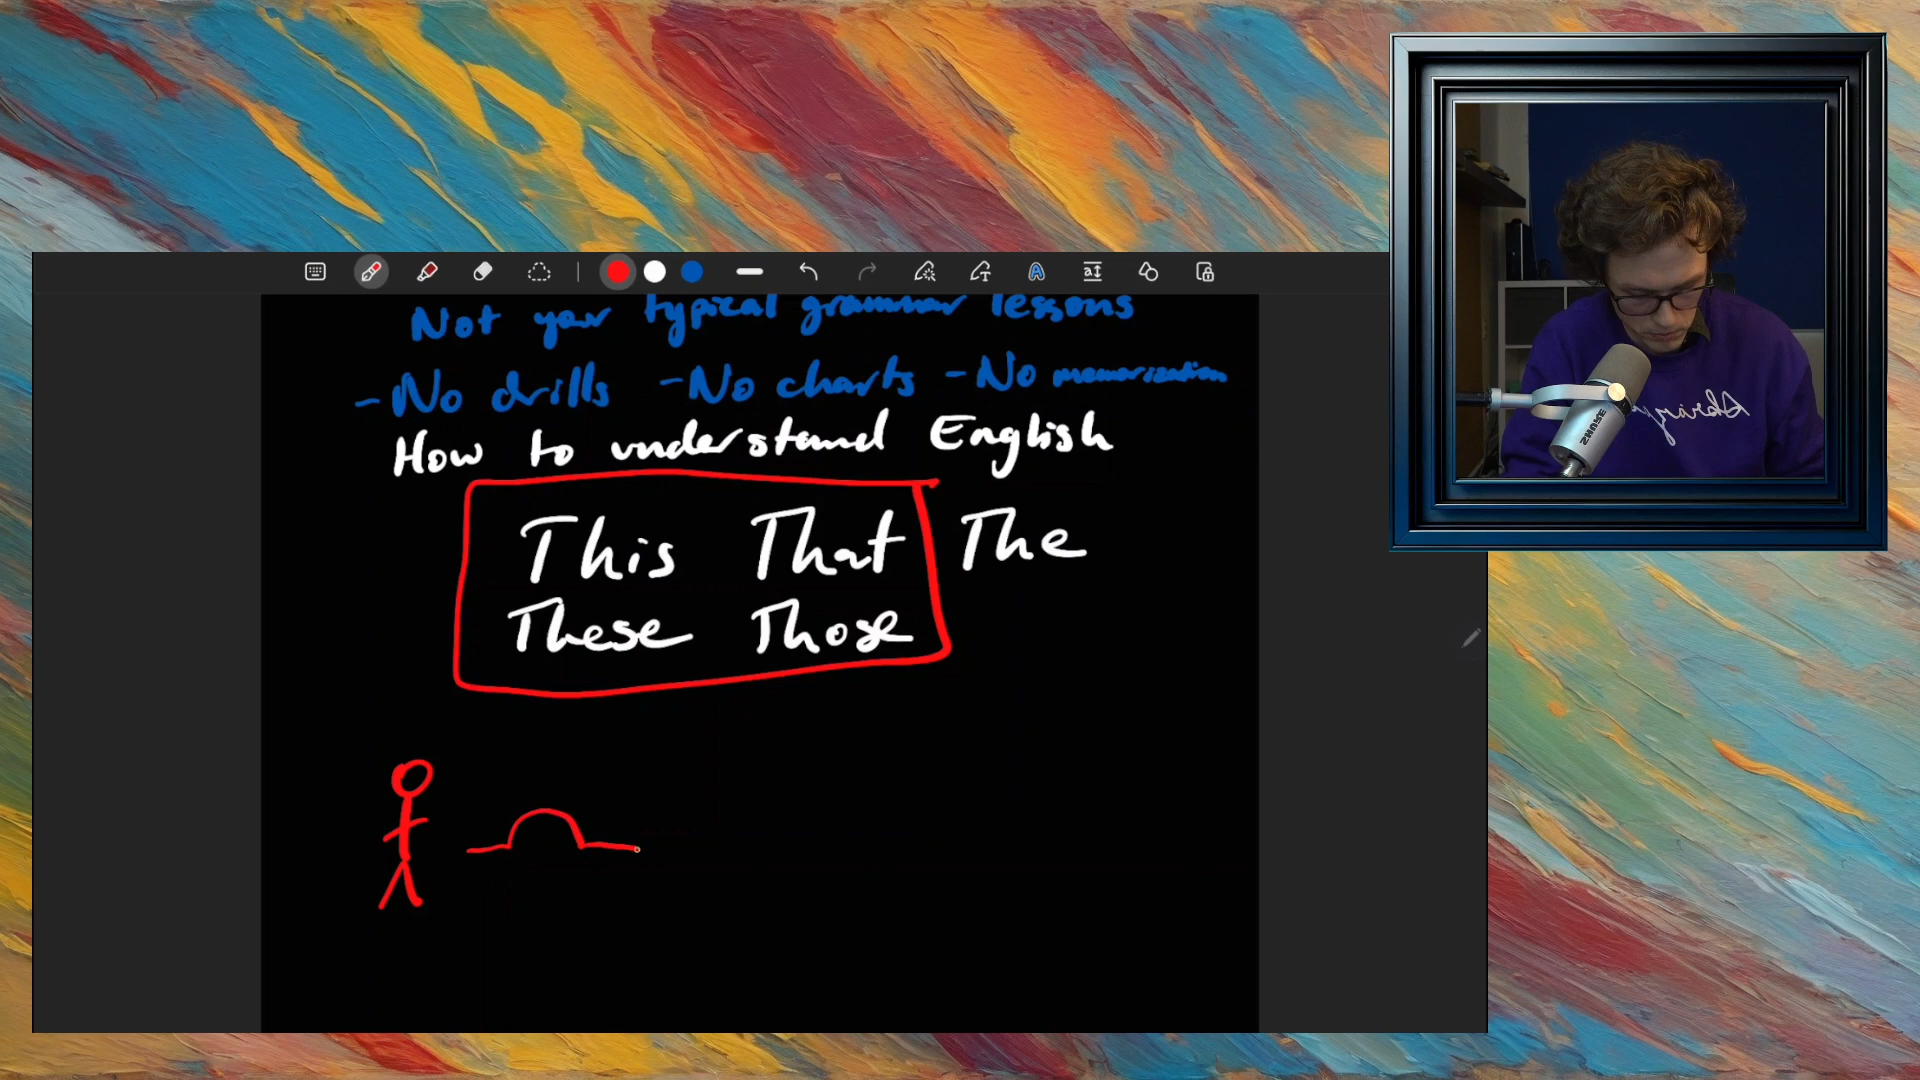 Not your typical grammar lessons
- No drills - No charts - No memorization
How to understand English
This That The
These Those